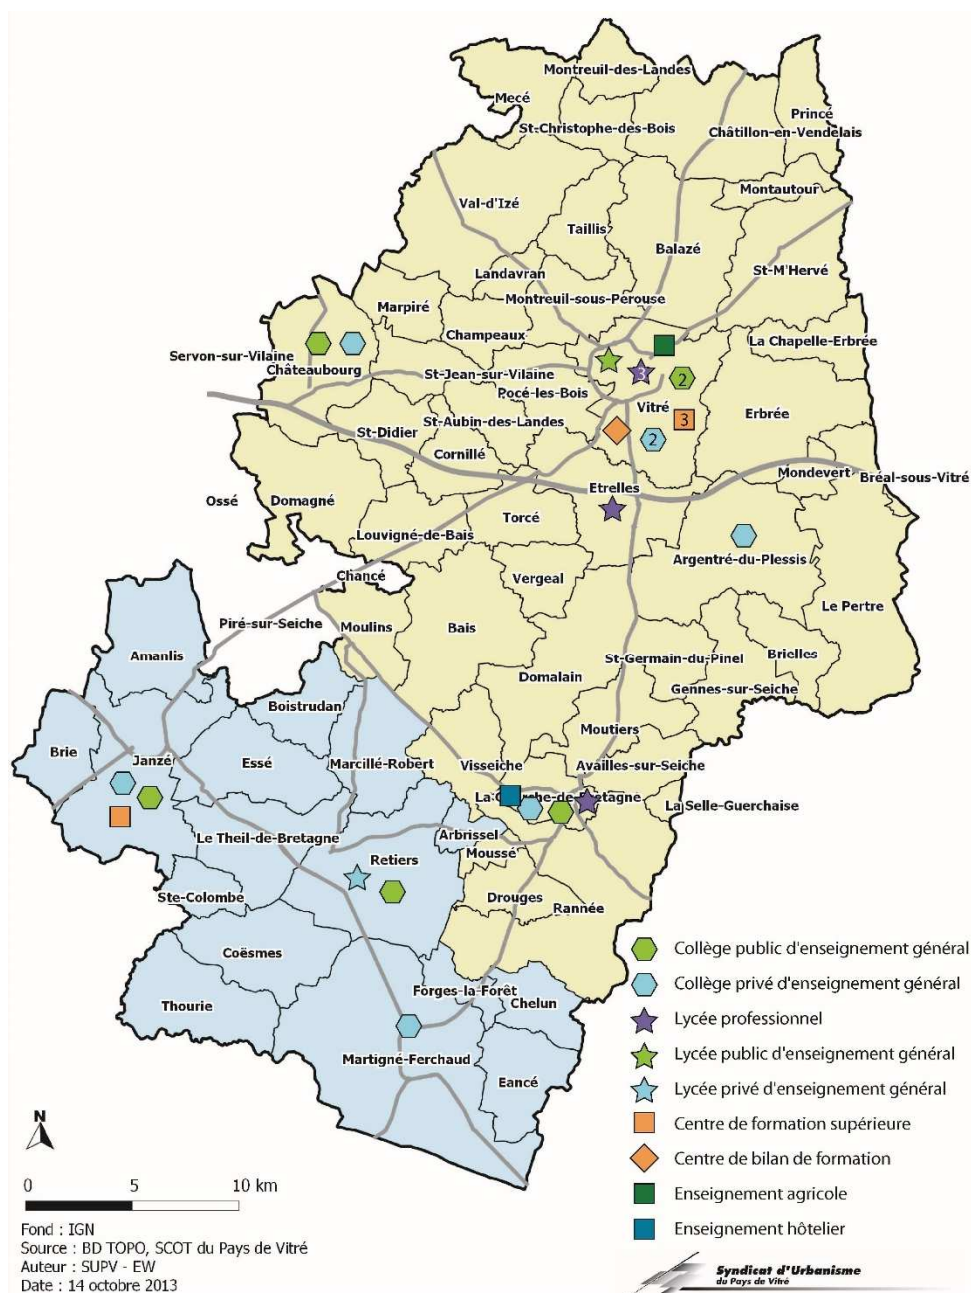 Montreuil-des-Landes
Mecé
Princé
St-Christophe-des-Bois
Châtillon-en-Vendelais
Montautour
Val-d'Izé
Taillis
Balazé
St-M'Hervé
Landavran
Montreuil-sous-Pérouse
Marpiré
Champeaux
La Chapelle-Erbrée
Servon-sur-Vilaine
Châteaubourg
St-Jean-sur-Vilaine
3
2
Pocé-les-Bois
Vitré
Erbrée
St-Aubin-des-Landes
3
St-Didier
2
Cornillé
Mondevert
Bréal-sous-Vitré
Etrelles
Ossé
Domagné
Torcé
Louvigné-de-Bais
Argentré-du-Plessis
Chancé
Vergeal
Le Pertre
Piré-sur-Seiche
Moulins
Bais
Amanlis
St-Germain-du-Pinel
Brielles
Domalain
Gennes-sur-Seiche
Boistrudan
Moutiers
Brie
Janzé
Essé
Marcillé-Robert
Visseiche
Availles-sur-Seiche
La Guerche-de-Bretagne
La Selle-Guerchaise
Le Theil-de-Bretagne
Arbrissel
Retiers
Moussé
Ste-Colombe
Drouges
Rannée
Coësmes
Forges-la-Forêt
Chelun
Thourie
Martigné-Ferchaud
Eancé
Collège public d'enseignement général
Collège privé d'enseignement général
Lycée professionnel
Lycée public d'enseignement général
Lycée privé d'enseignement général
Centre de formation supérieure
Centre de bilan de formation
Enseignement agricole
Enseignement hôtelier
N
0 5 10 km
Fond : IGN
Source : BD TOPO, SCOT du Pays de Vitré
Auteur : SUPV - EW
Date : 14 octobre 2013
Syndicat d'Urbanisme
du Pays de Vitré